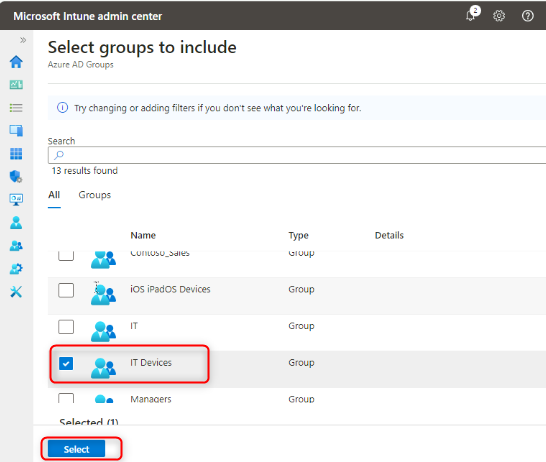 Microsoft Intune admin center
2
»
Select groups to include
Azure AD Groups
Try changing or adding filters if you don't see what you're looking for.
Search
13 results found
All Groups
Name Type Details
Contoso_Sales Group
iOS iPadOS Devices Group
IT Group
IT Devices Group
Managers Group
Selected (1)
Select